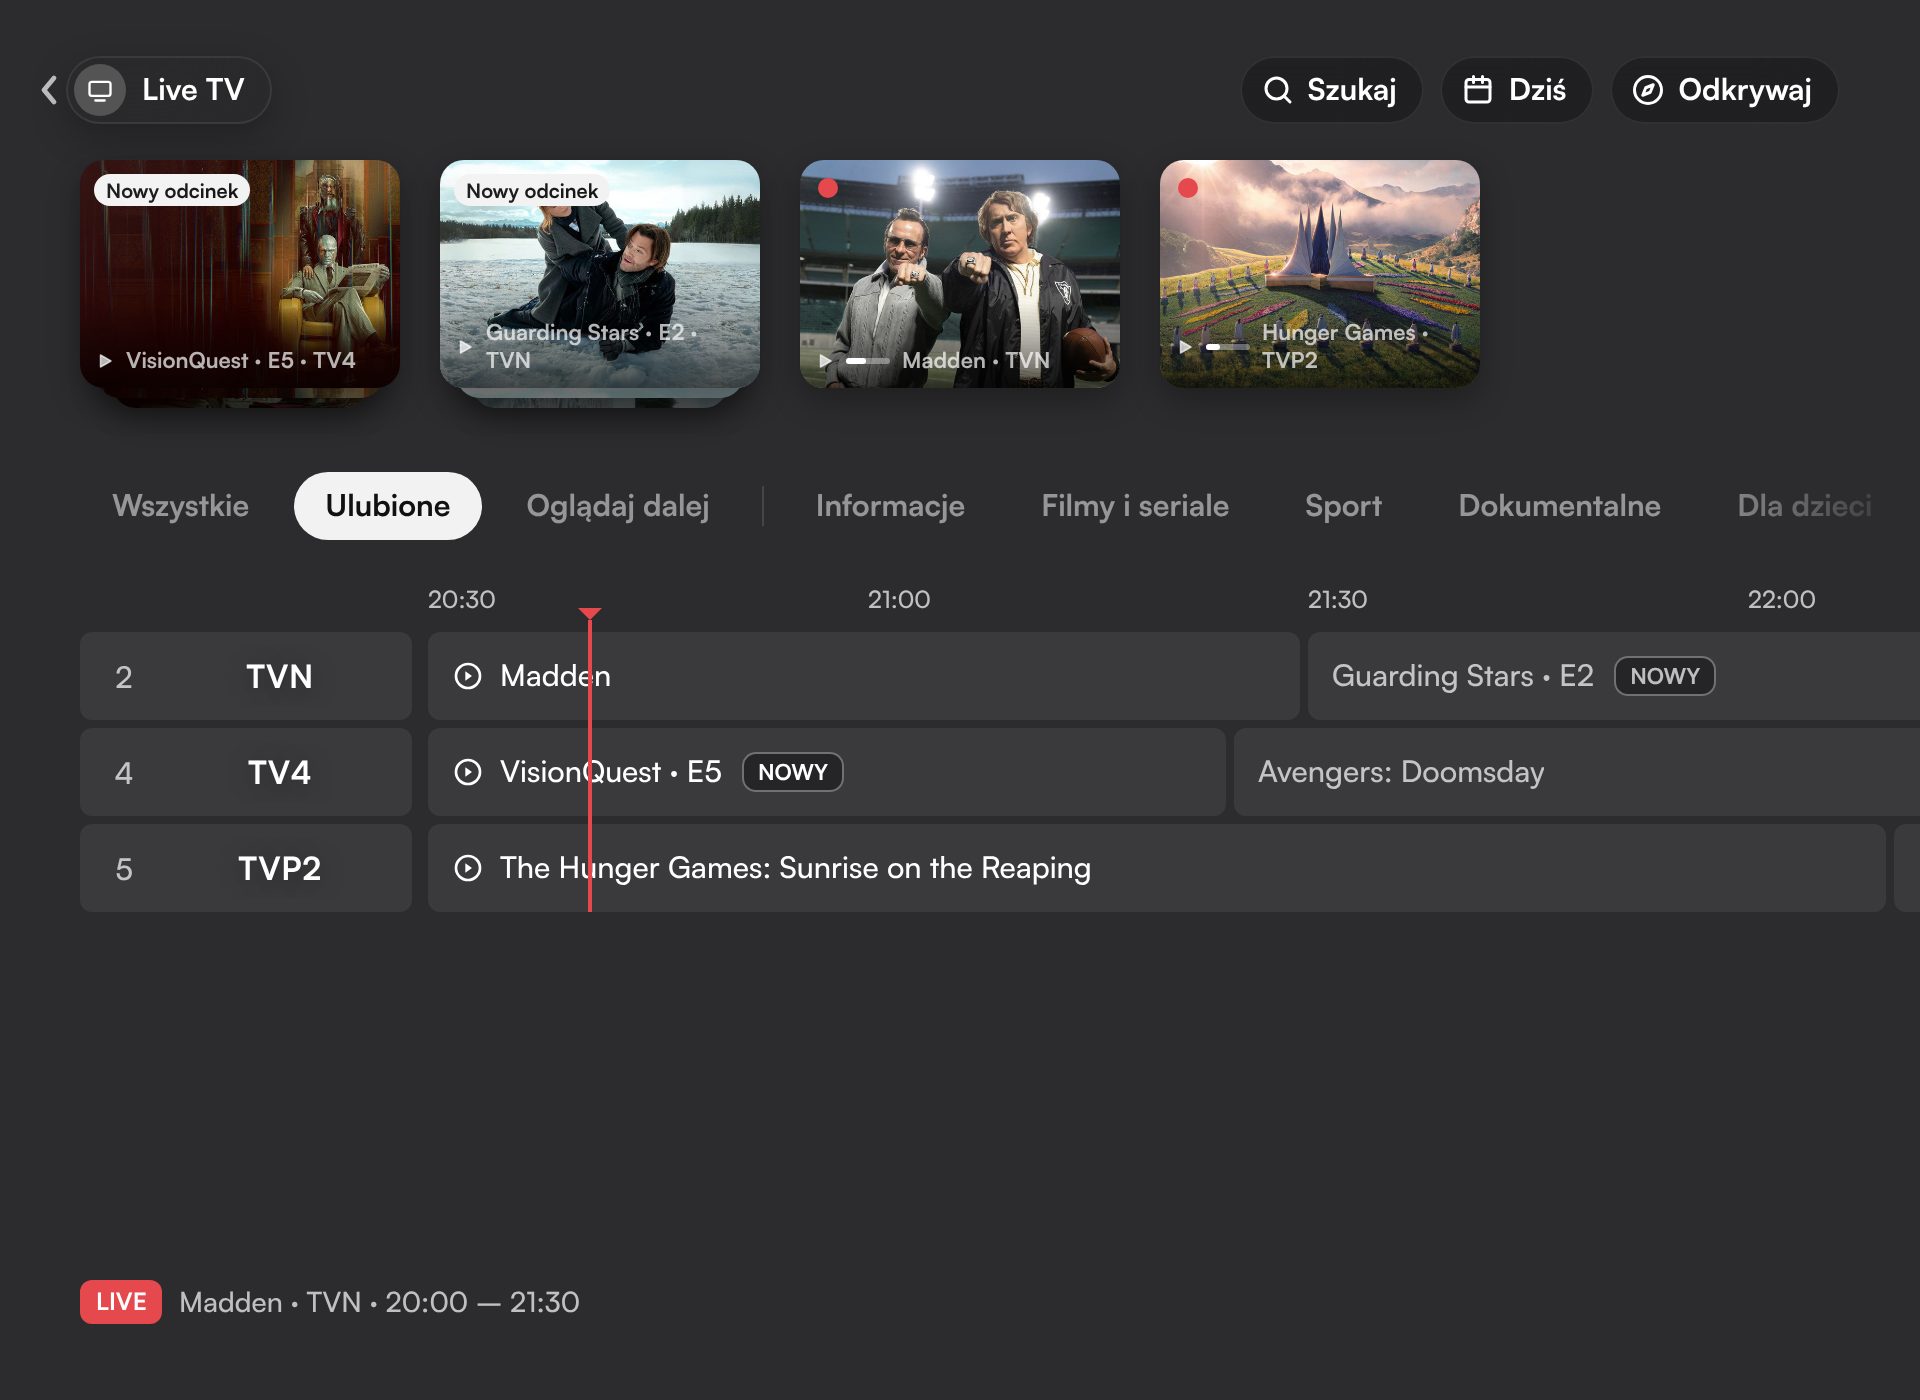 Live TV
Szukaj
Dziś
Odkrywaj
Nowy odcinek
VisionQuest · E5 · TV4
Nowy odcinek
Guarding Stars · E2 ·
TVN
Madden · TVN
Hunger Games ·
TVP2
Wszystkie
Ulubione
Oglądaj dalej
Informacje
Filmy i seriale
Sport
Dokumentalne
Dla dzieci
20:30
21:00
21:30
22:00
2
TVN
Madden
Guarding Stars · E2
NOWY
4
TV4
VisionQuest · E5
NOWY
Avengers: Doomsday
5
TVP2
The Hunger Games: Sunrise on the Reaping
LIVE
Madden · TVN · 20:00 — 21:30